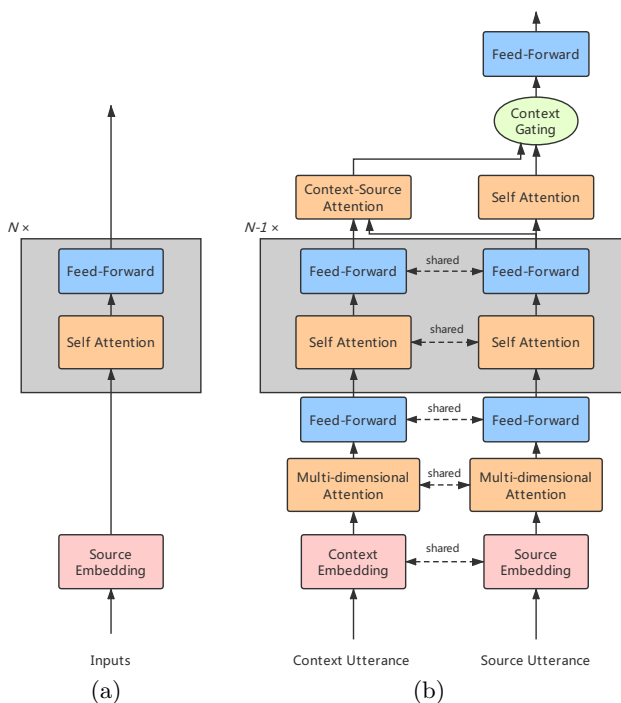 Feed-Forward
Context
Gating
Context-Source
Attention
Self Attention
N ×
N-1 ×
Feed-Forward
Feed-Forward
shared
Feed-Forward
Self Attention
Self Attention
shared
Self Attention
Feed-Forward
shared
Feed-Forward
Multi-dimensional
Attention
shared
Multi-dimensional
Attention
Source
Embedding
Context
Embedding
shared
Source
Embedding
Inputs
Context Utterance
Source Utterance
(a)
(b)